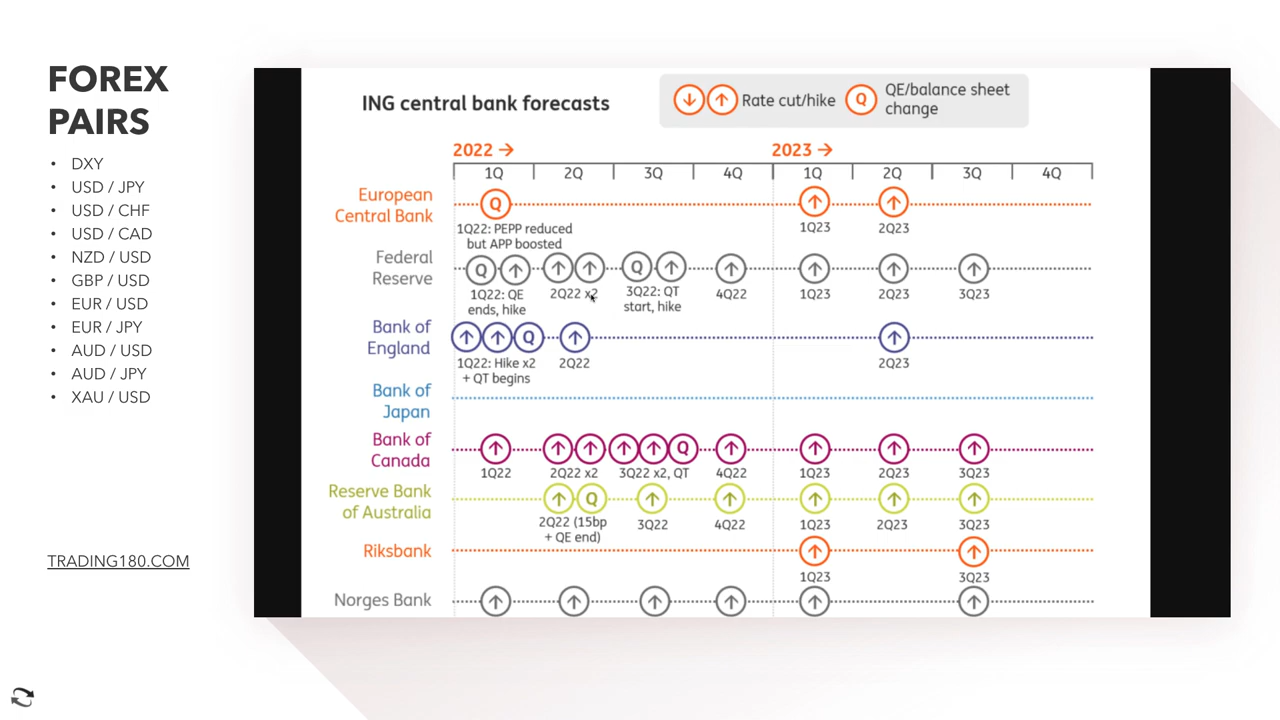 FOREX
PAIRS
• DXY
• USD / JPY
• USD / CHF
• USD / CAD
• NZD / USD
• GBP / USD
• EUR / USD
• EUR / JPY
• AUD / USD
• AUD / JPY
• XAU / USD
TRADING180.COM
ING central bank forecasts
Rate cut/hike
Q
QE/balance sheet
change
2022 → 2023 →
1Q 2Q 3Q 4Q 1Q 2Q 3Q 4Q
European
Central Bank
Q
1Q22: PEPP reduced
but APP boosted
1Q23 2Q23
Federal
Reserve
Q Q
1Q22: QE
ends, hike
2Q22 x2
3Q22: QT
start, hike
4Q22 1Q23 2Q23 3Q23
Bank of
England
Q
1Q22: Hike x2
+ QT begins
2Q22 2Q23
Bank of
Japan
Bank of
Canada
Q
1Q22 2Q22 x2 3Q22 x2, QT 4Q22 1Q23 2Q23 3Q23
Reserve Bank
of Australia
Q
2Q22 (15bp
+ QE end)
3Q22 4Q22 1Q23 2Q23 3Q23
Riksbank
1Q23 3Q23
Norges Bank